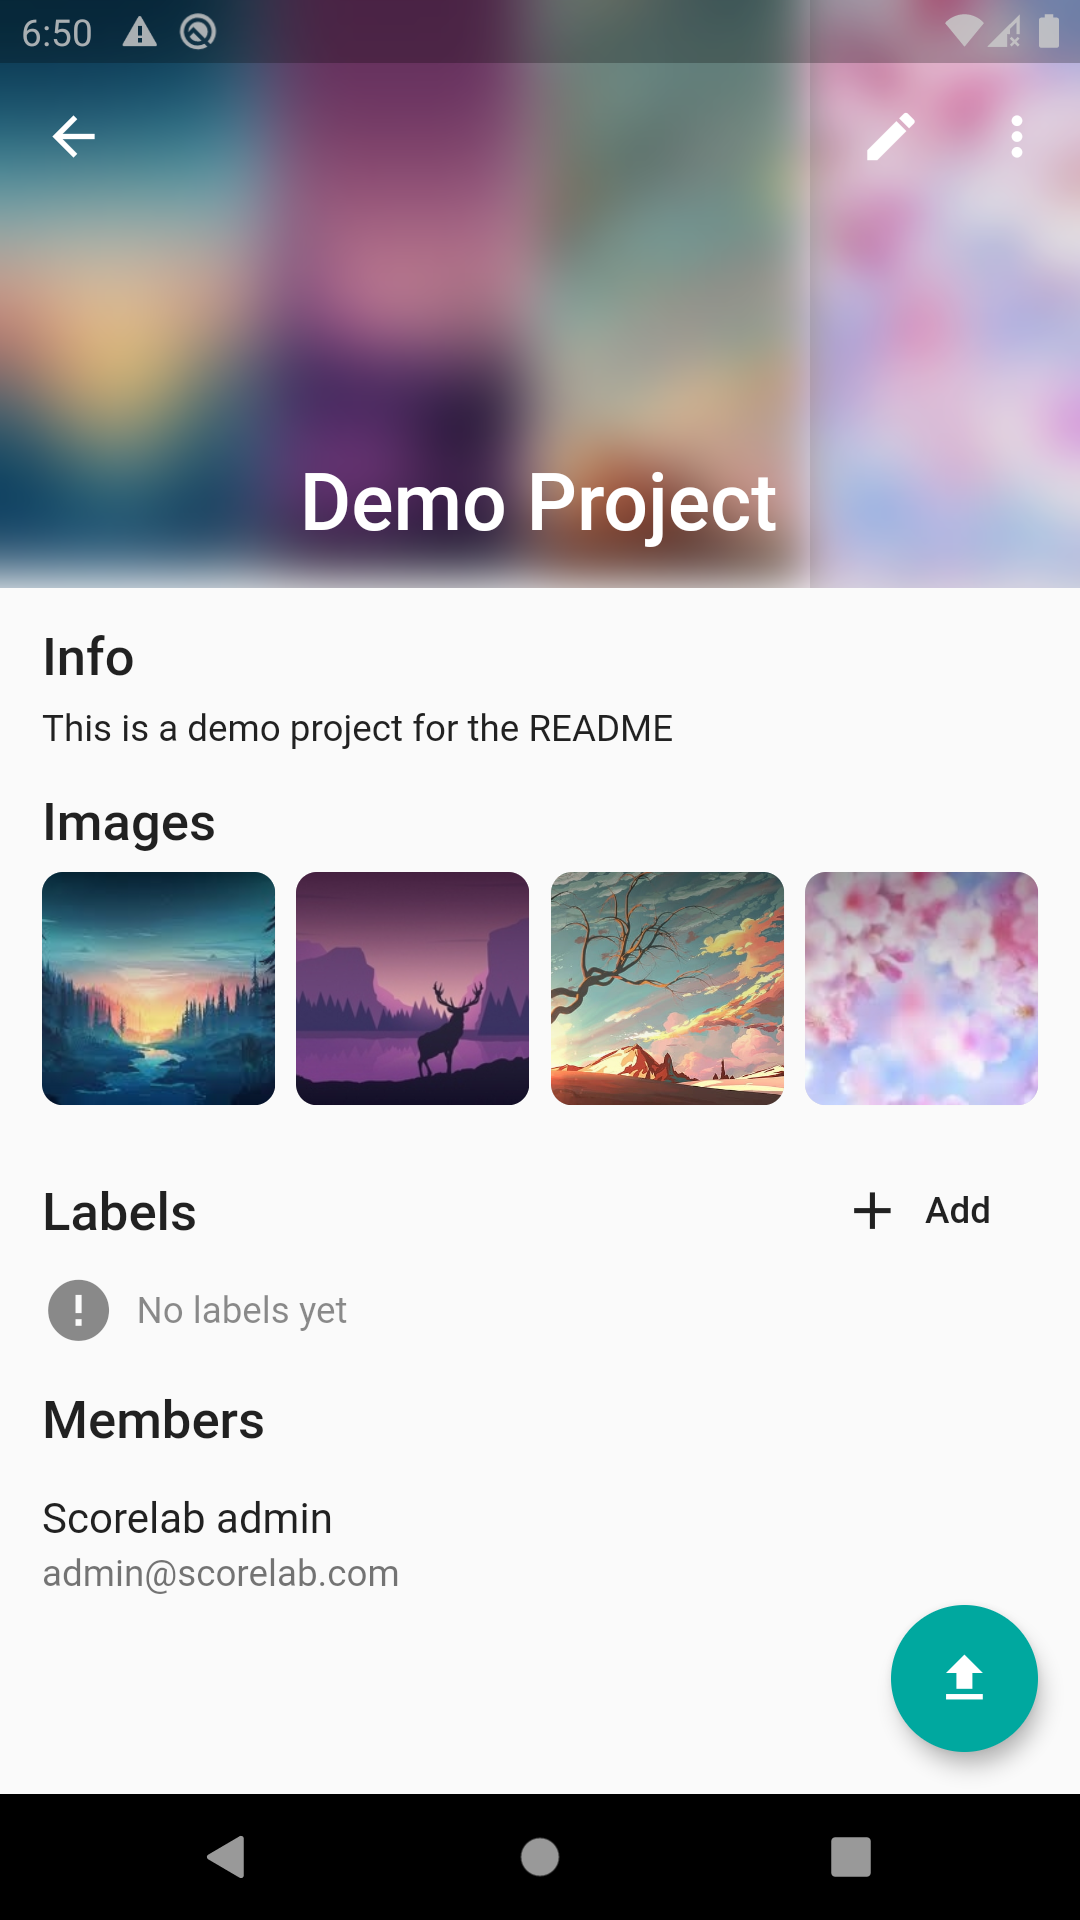 6:50
Demo Project
Info
This is a demo project for the README
Images
Labels
Add
No labels yet
Members
Scorelab admin
admin@scorelab.com